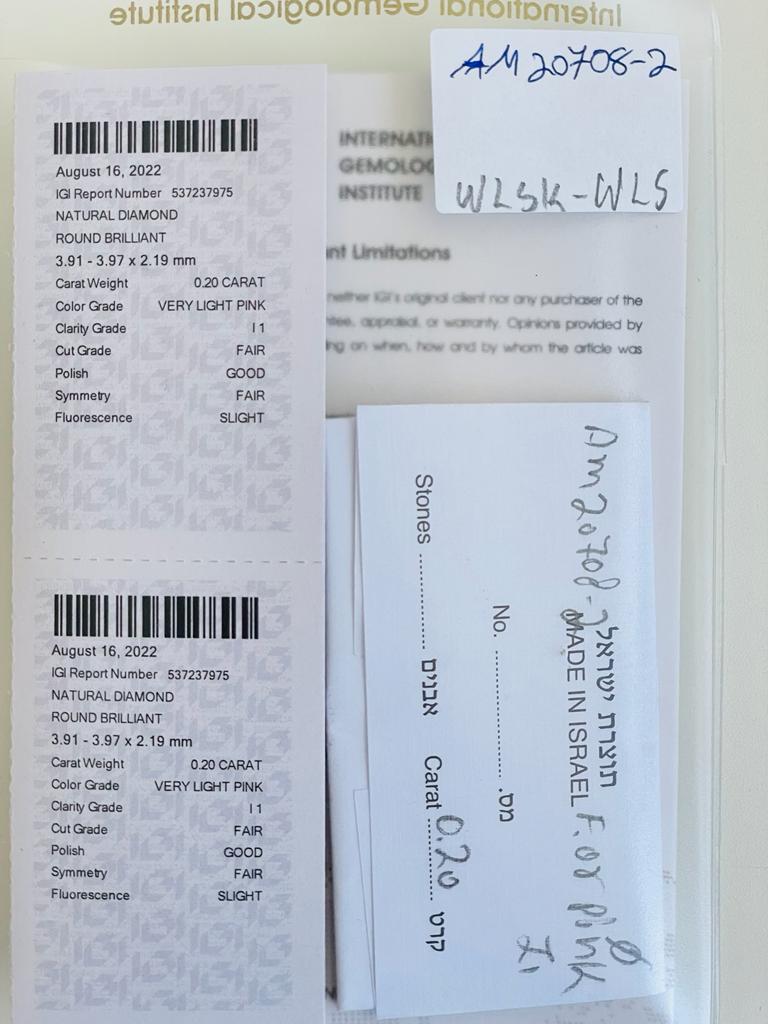 International Gemological Institute
AM20708-2
WLSK-WLS
August 16, 2022
IGI Report Number 537237975
NATURAL DIAMOND
ROUND BRILLIANT
3.91 - 3.97 x 2.19 mm
Carat Weight 0.20 CARAT
Color Grade VERY LIGHT PINK
Clarity Grade I 1
Cut Grade FAIR
Polish GOOD
Symmetry FAIR
Fluorescence SLIGHT
INTERNATI
GEMOLOG
INSTITUTE
nt Limitations
neither IGI's original client nor any purchaser of the
tee, appraisal, or warranty. Opinions provided by
ng on when, how and by whom the article was
August 16, 2022
IGI Report Number 537237975
NATURAL DIAMOND
ROUND BRILLIANT
3.91 - 3.97 x 2.19 mm
Carat Weight 0.20 CARAT
Color Grade VERY LIGHT PINK
Clarity Grade I 1
Cut Grade FAIR
Polish GOOD
Symmetry FAIR
Fluorescence SLIGHT
Am20708-2
תוצרת ישראל
MADE IN ISRAEL
pink
I1
No. .................... מס.
Stones ............... אבנים Carat 0.20 ............ קרט